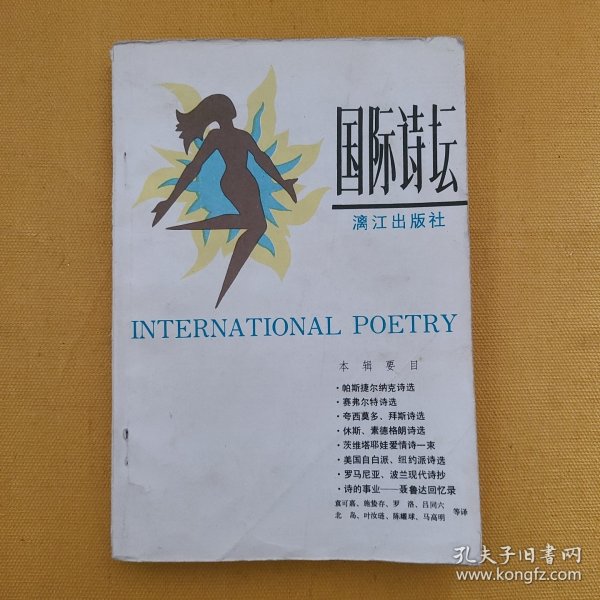 国际诗坛
漓江出版社
INTERNATIONAL POETRY
本辑要目
·帕斯捷尔纳克诗选
·赛弗尔特诗选
·夸西莫多、拜斯诗选
·休斯、素德格朗诗选
·茨维塔耶娃爱情诗一束
·美国自白派、纽约派诗选
·罗马尼亚、波兰现代诗抄
·诗的事业——聂鲁达回忆录
袁可嘉、施蛰存、罗洛、吕同六
北岛、叶汝琏、陈曦球、马高明 等译
孔夫子旧书网
www.kongfz.com